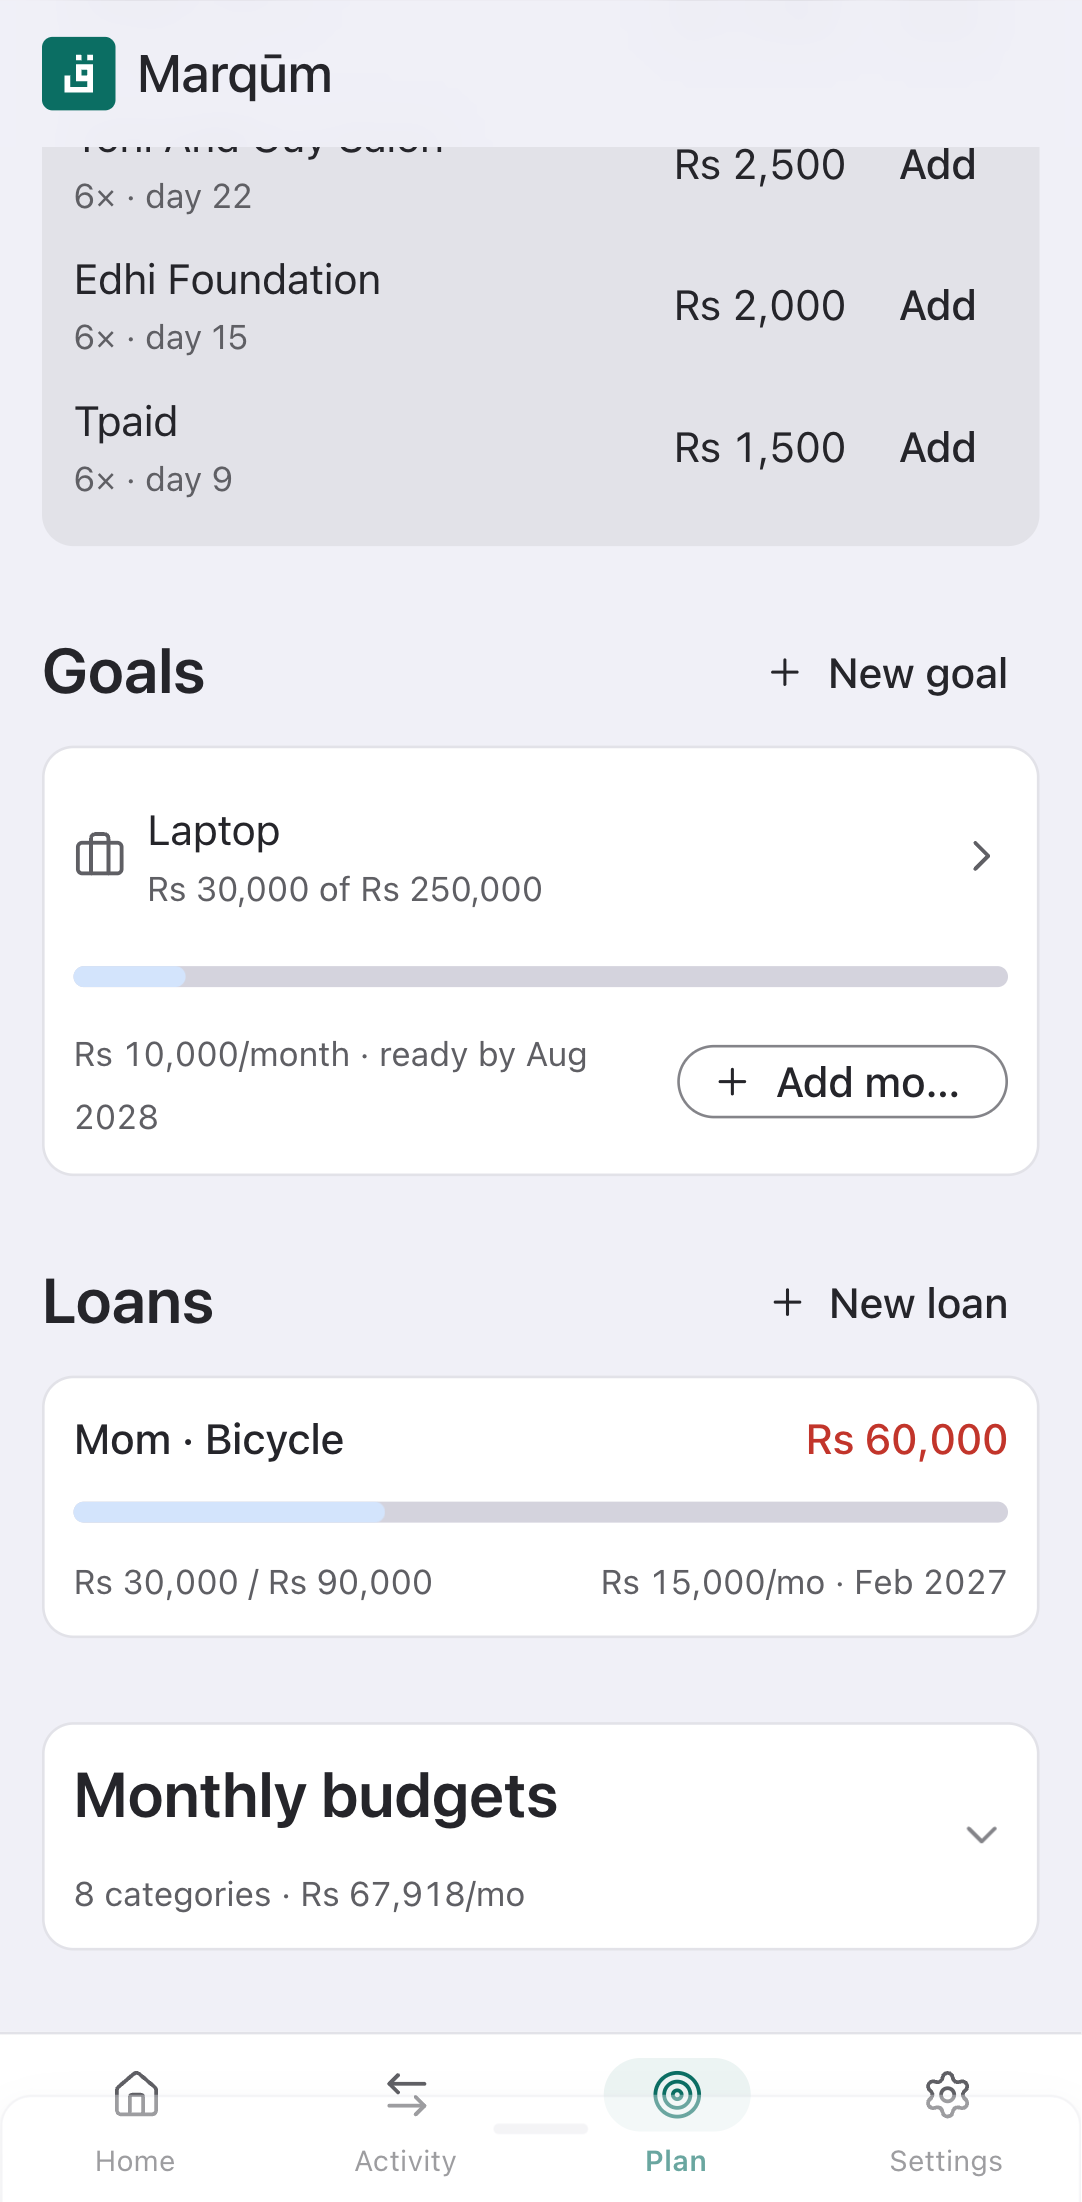 Marqūm
Rs 2,500 Add
6× · day 22
Edhi Foundation
Rs 2,000 Add
6× · day 15
Tpaid
Rs 1,500 Add
6× · day 9
Goals
+ New goal
Laptop
Rs 30,000 of Rs 250,000
Rs 10,000/month · ready by Aug
2028
+ Add mo...
Loans
+ New loan
Mom · Bicycle
Rs 60,000
Rs 30,000 / Rs 90,000
Rs 15,000/mo · Feb 2027
Monthly budgets
8 categories · Rs 67,918/mo
Home
Activity
Plan
Settings